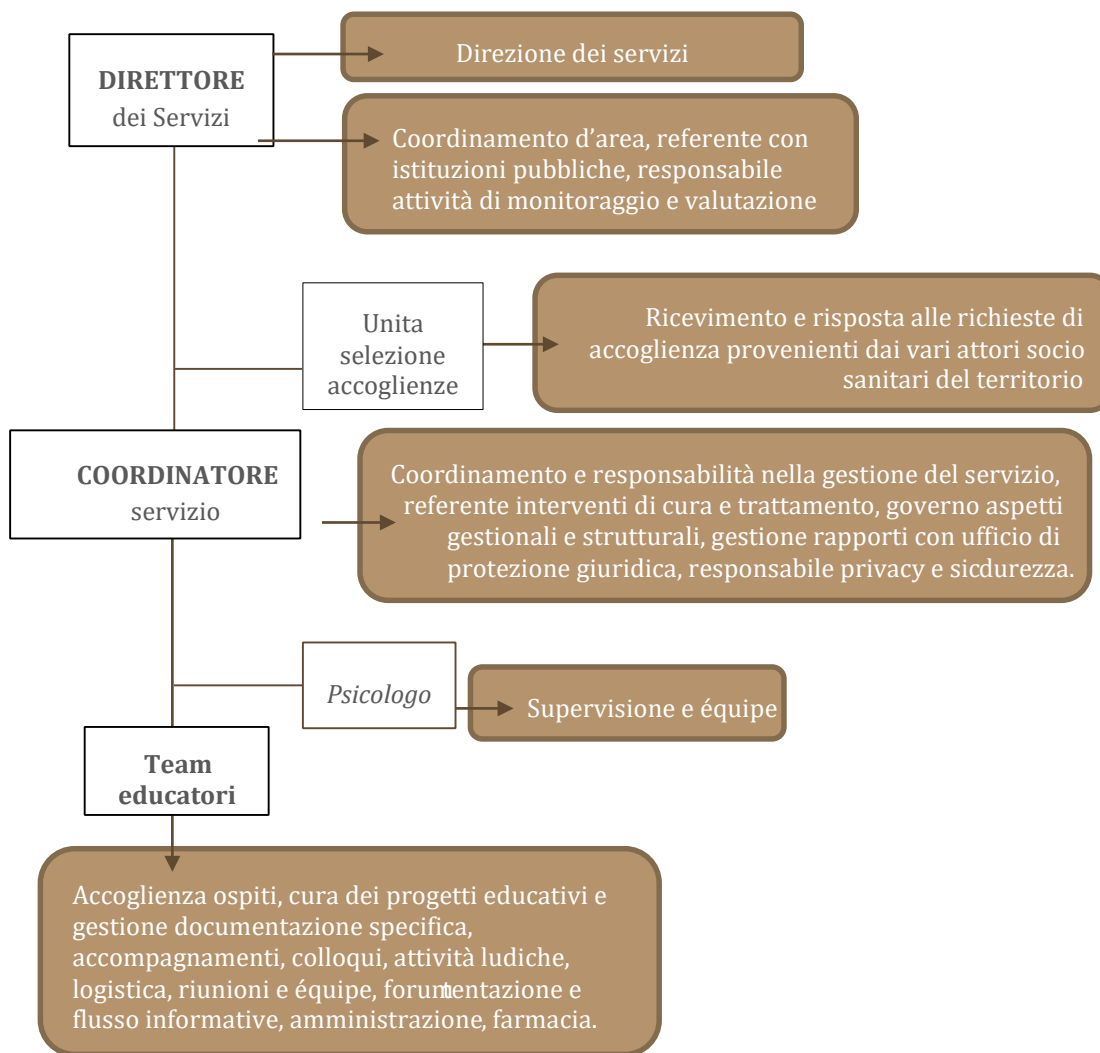 DIRETTORE
dei Servizi
Direzione dei servizi
Coordinamento d’area, referente con
istituzioni pubbliche, responsabile
attività di monitoraggio e valutazione
Unita
selezione
accoglienze
Ricevimento e risposta alle richieste di
accoglienza provenienti dai vari attori socio
sanitari del territorio
COORDINATORE
servizio
Coordinamento e responsabilità nella gestione del servizio,
referente interventi di cura e trattamento, governo aspetti
gestionali e strutturali, gestione rapporti con ufficio di
protezione giuridica, responsabile privacy e sicdurezza.
Psicologo
Supervisione e équipe
Team
educatori
Accoglienza ospiti, cura dei progetti educativi e
gestione documentazione specifica,
accompagnamenti, colloqui, attività ludiche,
logistica, riunioni e équipe, e
flusso informative, amministrazione, farmacia.